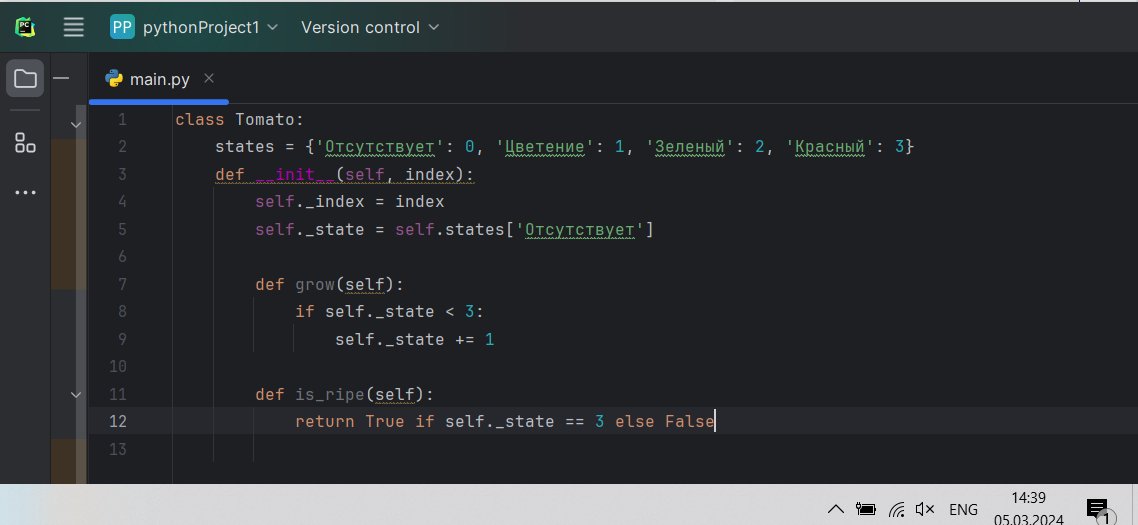 PC
PP pythonProject1 Version control
main.py
1 class Tomato:
2 states = {'Отсутствует': 0, 'Цветение': 1, 'Зеленый': 2, 'Красный': 3}
3 def __init__(self, index):
4 self._index = index
5 self._state = self.states['Отсутствует']
6
7 def grow(self):
8 if self._state < 3:
9 self._state += 1
10
11 def is_ripe(self):
12 return True if self._state == 3 else False
13
ENG
14:39
05.03.2024
1